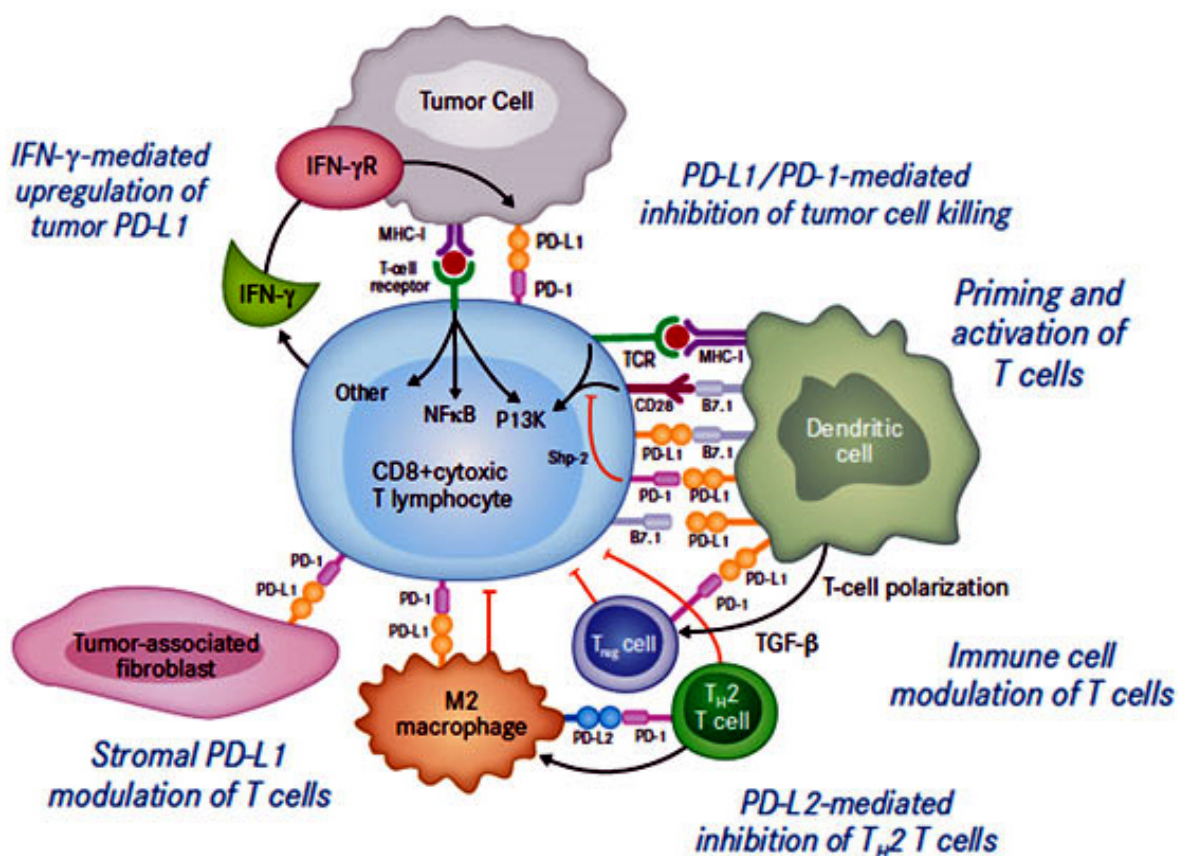 Tumor Cell
IFN-γ-mediated
upregulation of
tumor PD-L1
IFN-γR
PD-L1/PD-1-mediated
inhibition of tumor cell killing
MHC-I
PD-L1
T-cell
receptor
PD-1
IFN-γ
Priming and
activation of
T cells
TCR
MHC-I
Other
NFκB
P13K
CD28
B7.1
Dendritic
cell
Shp-2
PD-L1
B7.1
CD8+cytoxic
T lymphocyte
PD-1
PD-L1
B7.1
PD-L1
PD-1
PD-L1
PD-L1
PD-1
T-cell polarization
PD-1
PD-L1
Treg cell
TGF-β
Tumor-associated
fibroblast
M2
macrophage
TH2
T cell
PD-L2
PD-1
Immune cell
modulation of T cells
Stromal PD-L1
modulation of T cells
PD-L2-mediated
inhibition of TH2 T cells